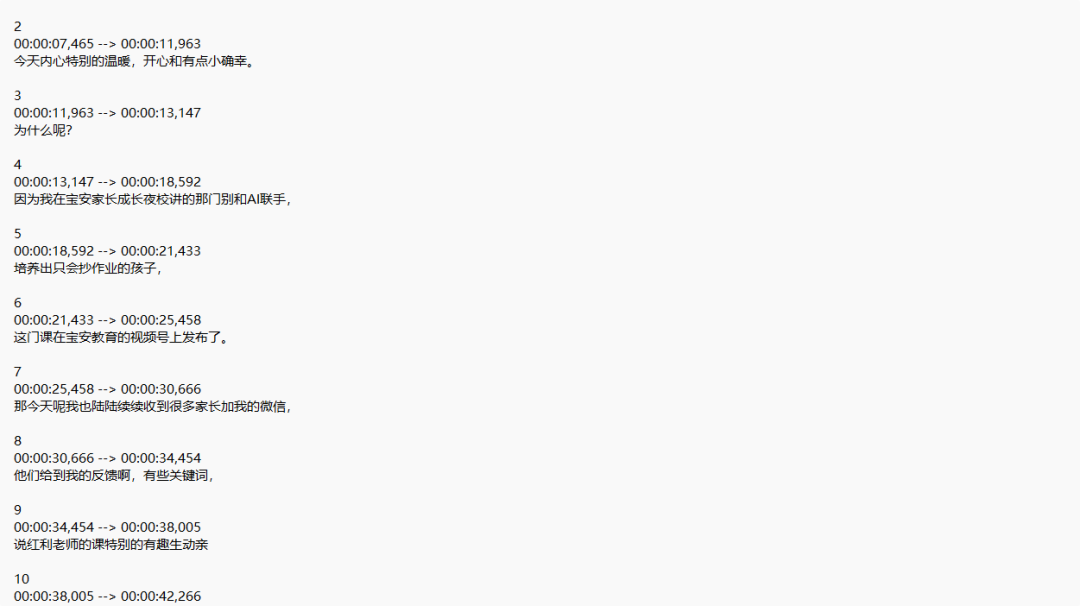 2
00:00:07,465 --> 00:00:11,963
今天内心特别的温暖，开心和有点小确幸。
3
00:00:11,963 --> 00:00:13,147
为什么呢？
4
00:00:13,147 --> 00:00:18,592
因为我在宝安家长成长夜校讲的那门别和AI联手，
5
00:00:18,592 --> 00:00:21,433
培养出只会抄作业的孩子，
6
00:00:21,433 --> 00:00:25,458
这门课在宝安教育的视频号上发布了。
7
00:00:25,458 --> 00:00:30,666
那今天呢我也陆陆续续收到很多家长加我的微信，
8
00:00:30,666 --> 00:00:34,454
他们给到我的反馈啊，有些关键词，
9
00:00:34,454 --> 00:00:38,005
说红利老师的课特别的有趣生动亲
10
00:00:38,005 --> 00:00:42,266